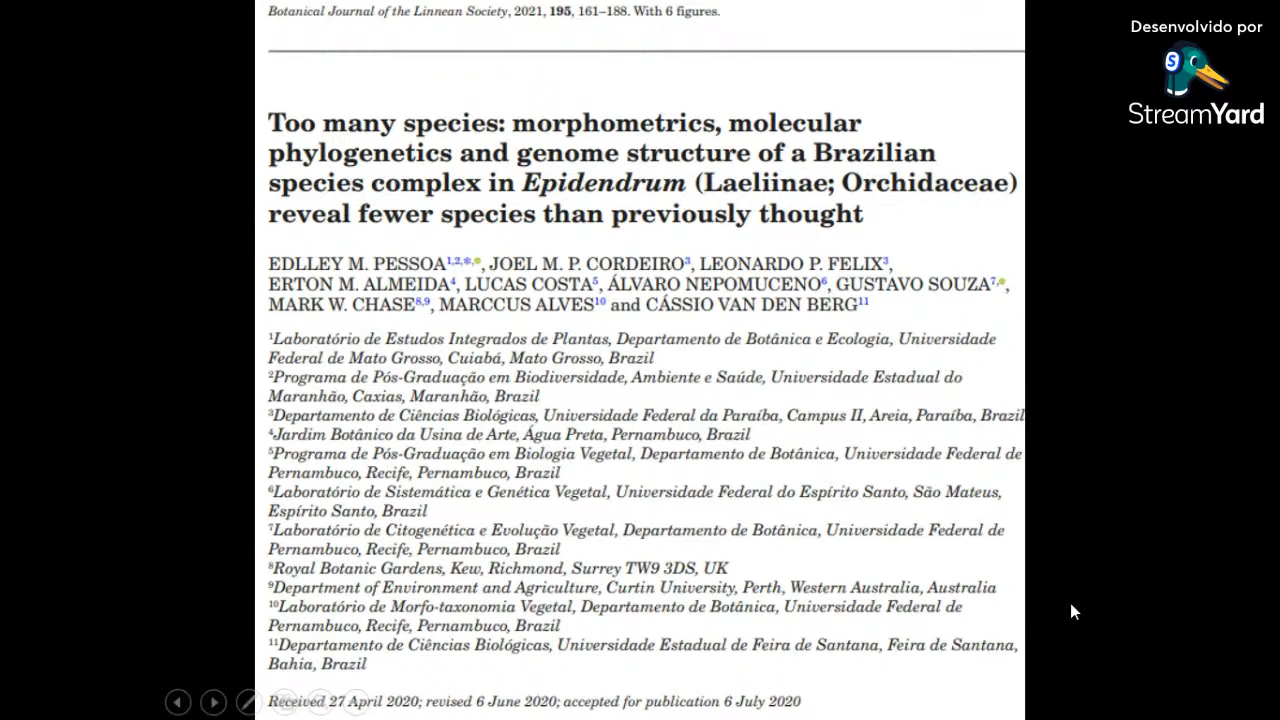 Botanical Journal of the Linnean Society, 2021, 195, 161–188. With 6 figures.
Desenvolvido por
StreamYard
Too many species: morphometrics, molecular
phylogenetics and genome structure of a Brazilian
species complex in Epidendrum (Laeliinae; Orchidaceae)
reveal fewer species than previously thought
EDLLEY M. PESSOA1,2,*,, JOEL M. P. CORDEIRO3, LEONARDO P. FELIX3,
ERTON M. ALMEIDA4, LUCAS COSTA5, ÁLVARO NEPOMUCENO6, GUSTAVO SOUZA7,,
MARK W. CHASE8,9, MARCCUS ALVES10 and CÁSSIO VAN DEN BERG11
1Laboratório de Estudos Integrados de Plantas, Departamento de Botânica e Ecologia, Universidade
Federal de Mato Grosso, Cuiabá, Mato Grosso, Brazil
2Programa de Pós-Graduação em Biodiversidade, Ambiente e Saúde, Universidade Estadual do
Maranhão, Caxias, Maranhão, Brazil
3Departamento de Ciências Biológicas, Universidade Federal da Paraíba, Campus II, Areia, Paraíba, Brazil
4Jardim Botânico da Usina de Arte, Água Preta, Pernambuco, Brazil
5Programa de Pós-Graduação em Biologia Vegetal, Departamento de Botânica, Universidade Federal de
Pernambuco, Recife, Pernambuco, Brazil
6Laboratório de Sistemática e Genética Vegetal, Universidade Federal do Espírito Santo, São Mateus,
Espírito Santo, Brazil
7Laboratório de Citogenética e Evolução Vegetal, Departamento de Botânica, Universidade Federal de
Pernambuco, Recife, Pernambuco, Brazil
8Royal Botanic Gardens, Kew, Richmond, Surrey TW9 3DS, UK
9Department of Environment and Agriculture, Curtin University, Perth, Western Australia, Australia
10Laboratório de Morfo-taxonomia Vegetal, Departamento de Botânica, Universidade Federal de
Pernambuco, Recife, Pernambuco, Brazil
11Departamento de Ciências Biológicas, Universidade Estadual de Feira de Santana, Feira de Santana,
Bahia, Brazil
Received 27 April 2020; revised 6 June 2020; accepted for publication 6 July 2020